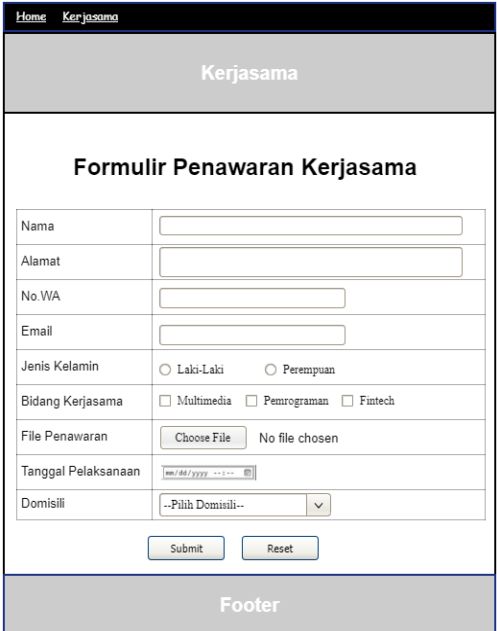 Home Kerjasama
Kerjasama
Formulir Penawaran Kerjasama
Nama
Alamat
No.WA
Email
Jenis Kelamin Laki-Laki Perempuan
Bidang Kerjasama Multimedia Pemrograman Fintech
File Penawaran Choose File No file chosen
Tanggal Pelaksanaan mm/dd/yyyy --:-- --
Domisili --Pilih Domisili--
Submit Reset
Footer